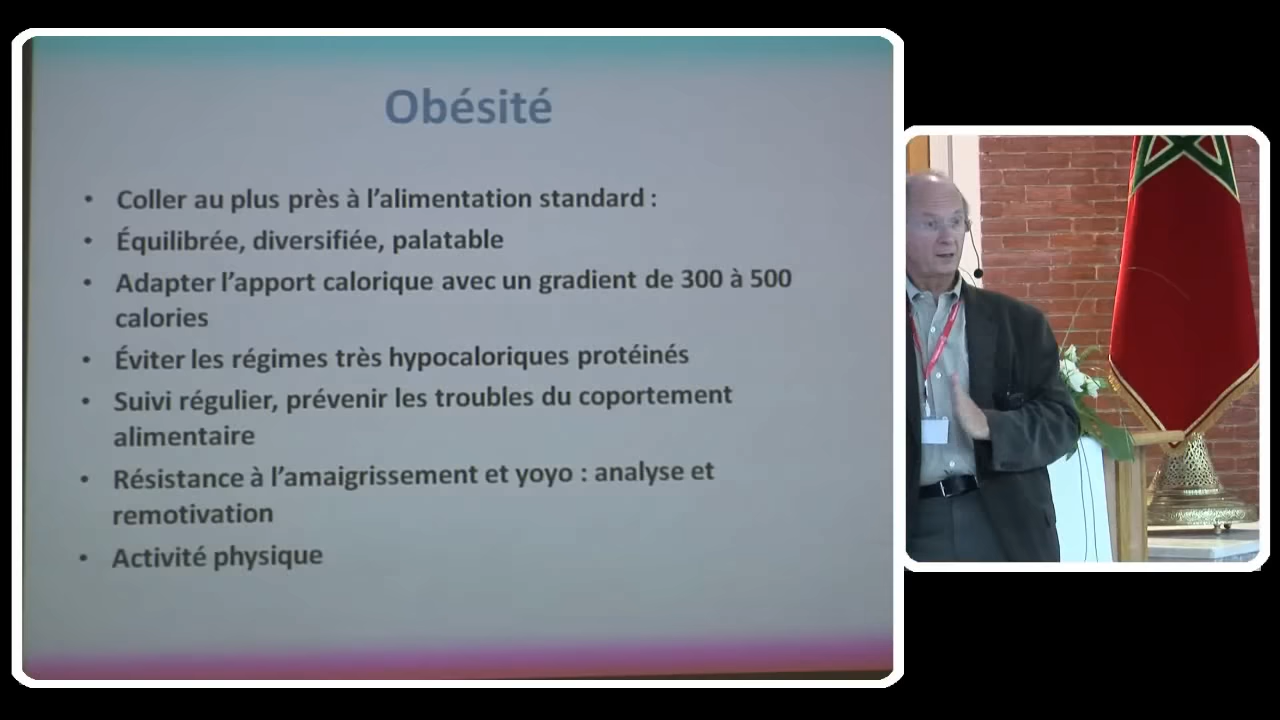 Obésité
• Coller au plus près à l'alimentation standard :
• Équilibrée, diversifiée, palatable
• Adapter l'apport calorique avec un gradient de 300 à 500
calories
• Éviter les régimes très hypocaloriques protéinés
• Suivi régulier, prévenir les troubles du coportement
alimentaire
• Résistance à l'amaigrissement et yoyo : analyse et
remotivation
• Activité physique